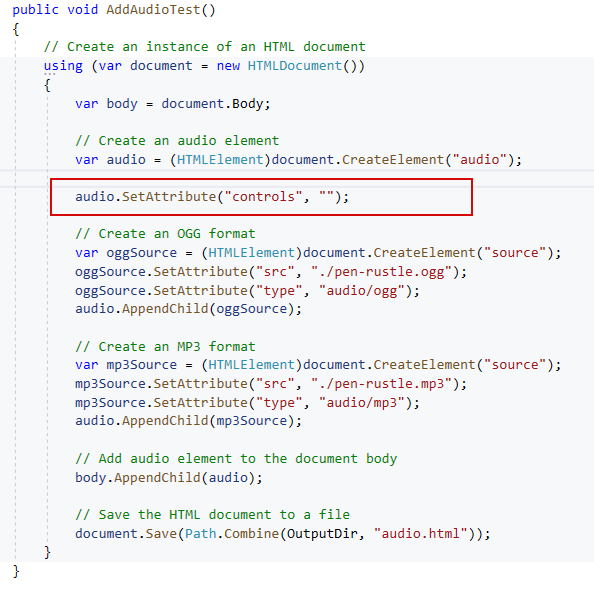 public void AddAudioTest()
{
// Create an instance of an HTML document
using (var document = new HTMLDocument())
{
var body = document.Body;
// Create an audio element
var audio = (HTMLElement)document.CreateElement("audio");
audio.SetAttribute("controls", "");
// Create an OGG format
var oggSource = (HTMLElement)document.CreateElement("source");
oggSource.SetAttribute("src", "./pen-rustle.ogg");
oggSource.SetAttribute("type", "audio/ogg");
audio.AppendChild(oggSource);
// Create an MP3 format
var mp3Source = (HTMLElement)document.CreateElement("source");
mp3Source.SetAttribute("src", "./pen-rustle.mp3");
mp3Source.SetAttribute("type", "audio/mp3");
audio.AppendChild(mp3Source);
// Add audio element to the document body
body.AppendChild(audio);
// Save the HTML document to a file
document.Save(Path.Combine(OutputDir, "audio.html"));
}
}